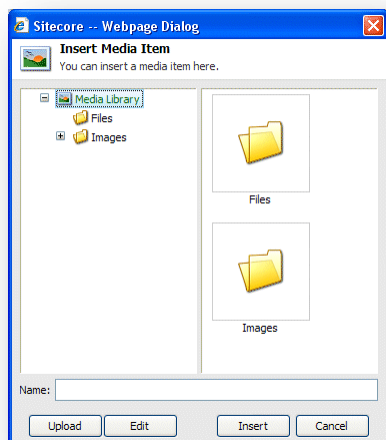 Sitecore -- Webpage Dialog
Insert Media Item
You can insert a media item here.
Media Library
Files
Images
Files
Images
Name:
Upload Edit Insert Cancel